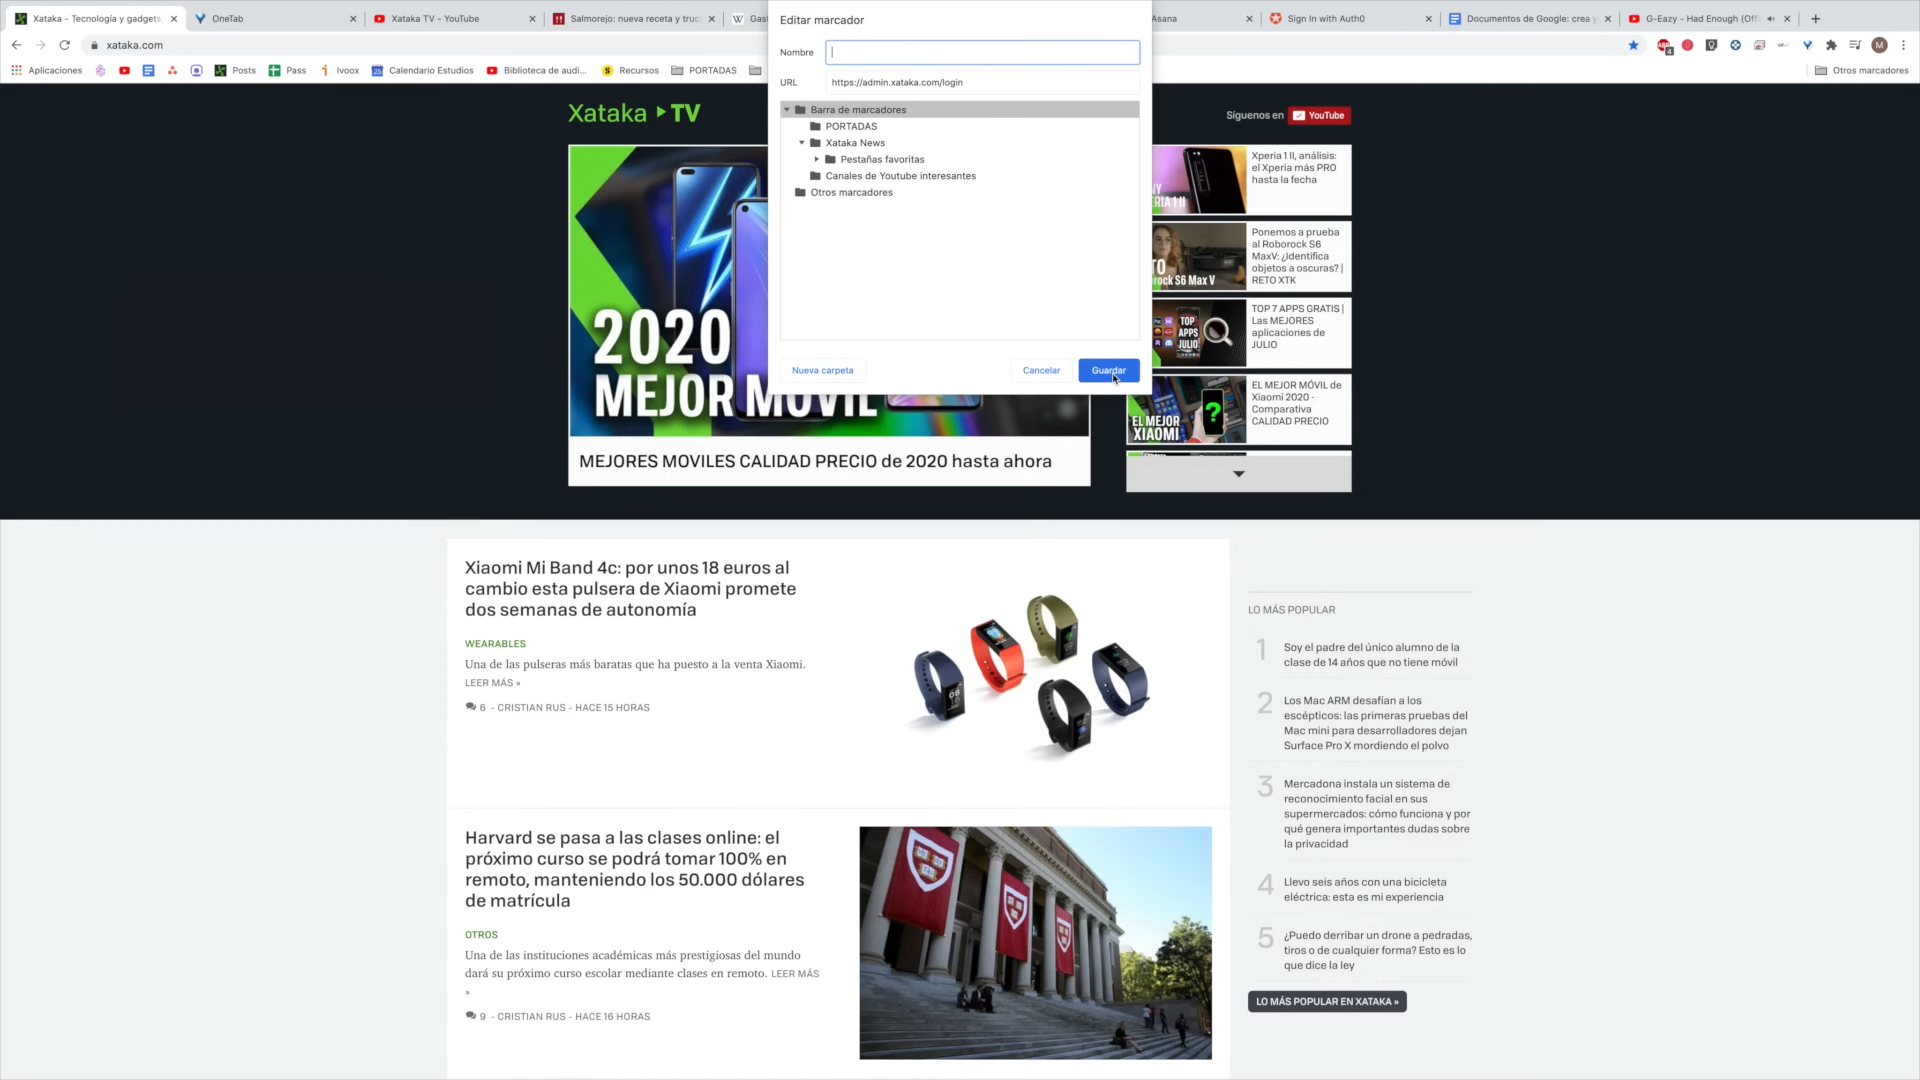 Xataka - Tecnología y gadgets,
OneTab
Xataka TV - YouTube
Salmorejo: nueva receta y truc
Gast
Asana
Sign In with Auth0
Documentos de Google: crea y
G-Eazy - Had Enough (Offi
xataka.com
Aplicaciones
Posts
Pass
Ivoox
Calendario Estudios
Biblioteca de audi...
Recursos
PORTADAS
Otros marcadores
Editar marcador
Nombre
URL
https://admin.xataka.com/login
Barra de marcadores
PORTADAS
Xataka News
Pestañas favoritas
Canales de Youtube interesantes
Otros marcadores
Nueva carpeta
Cancelar
Guardar
Xataka TV
Síguenos en YouTube
2020
MEJOR MÓVIL
MEJORES MOVILES CALIDAD PRECIO de 2020 hasta ahora
Xperia 1 II, análisis:
el Xperia más PRO
hasta la fecha
Ponemos a prueba
al Roborock S6
MaxV: ¿Identifica
objetos a oscuras? |
RETO XTK
rock S6 Max V
TOP 7 APPS GRATIS |
Las MEJORES
aplicaciones de
JULIO
TOP
APPS
JULIO
EL MEJOR MÓVIL de
Xiaomi 2020 -
Comparativa
CALIDAD PRECIO
EL MEJOR
XIAOMI
?
Xiaomi Mi Band 4c: por unos 18 euros al
cambio esta pulsera de Xiaomi promete
dos semanas de autonomía
WEARABLES
Una de las pulseras más baratas que ha puesto a la venta Xiaomi.
LEER MÁS »
6 - CRISTIAN RUS - HACE 15 HORAS
Harvard se pasa a las clases online: el
próximo curso se podrá tomar 100% en
remoto, manteniendo los 50.000 dólares
de matrícula
OTROS
Una de las instituciones académicas más prestigiosas del mundo
dará su próximo curso escolar mediante clases en remoto. LEER MÁS
»
9 - CRISTIAN RUS - HACE 16 HORAS
LO MÁS POPULAR
1 Soy el padre del único alumno de la
clase de 14 años que no tiene móvil
2 Los Mac ARM desafían a los
escépticos: las primeras pruebas del
Mac mini para desarrolladores dejan
Surface Pro X mordiendo el polvo
3 Mercadona instala un sistema de
reconocimiento facial en sus
supermercados: cómo funciona y por
qué genera importantes dudas sobre
la privacidad
4 Llevo seis años con una bicicleta
eléctrica: esta es mi experiencia
5 ¿Puedo derribar un drone a pedradas,
tiros o de cualquier forma? Esto es lo
que dice la ley
LO MÁS POPULAR EN XATAKA »